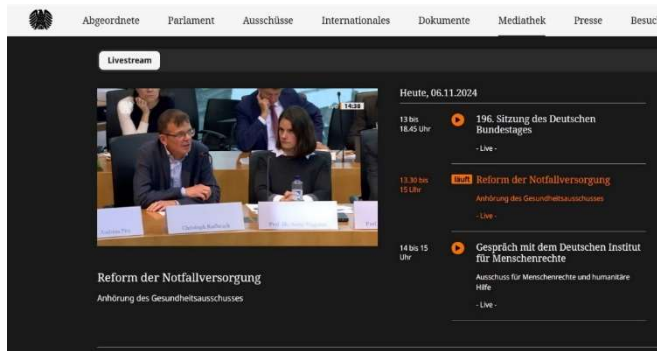 Abgeordnete Parlament Ausschüsse Internationales Dokumente Mediathek Presse Besuc
Livestream
14:38
Christoph
Reform der Notfallversorgung
Anhörung des Gesundheitsausschusses
Heute, 06.11.2024
13 bis
18.45 Uhr
196. Sitzung des Deutschen
Bundestages
- Live -
13.30 bis
15 Uhr
läuft
Reform der Notfallversorgung
Anhörung des Gesundheitsausschusses
- Live -
14 bis 15
Uhr
Gespräch mit dem Deutschen Institut
für Menschenrechte
Ausschuss für Menschenrechte und humanitäre
Hilfe
- Live -